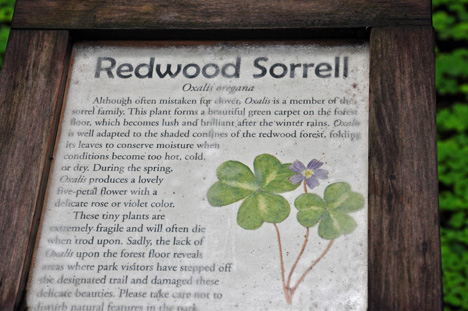 Redwood Sorrell
Oxalis oregana
Although often mistaken for clover, Oxalis is a member of the
sorrel family. This plant forms a beautiful green carpet on the forest
floor, which becomes lush and brilliant after the winter rains. Oxalis
is well adapted to the shaded confines of the redwood forest, folding
its leaves to conserve moisture when
conditions become too hot, cold,
or dry. During the spring,
Oxalis produces a lovely
five-petal flower with a
delicate rose or violet color.
These tiny plants are
extremely fragile and will often die
when trod upon. Sadly, the lack of
Oxalis upon the forest floor reveals
areas where park visitors have stepped off
the designated trail and damaged these
delicate beauties. Please take care not to
disturb natural features in the park.